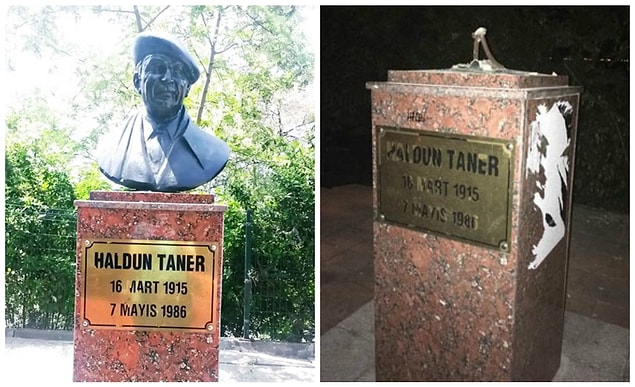 HALDUN TANER
16 MART 1915
7 MAYIS 1986
HALDUN TANER
16 MART 1915
7 MAYIS 1986